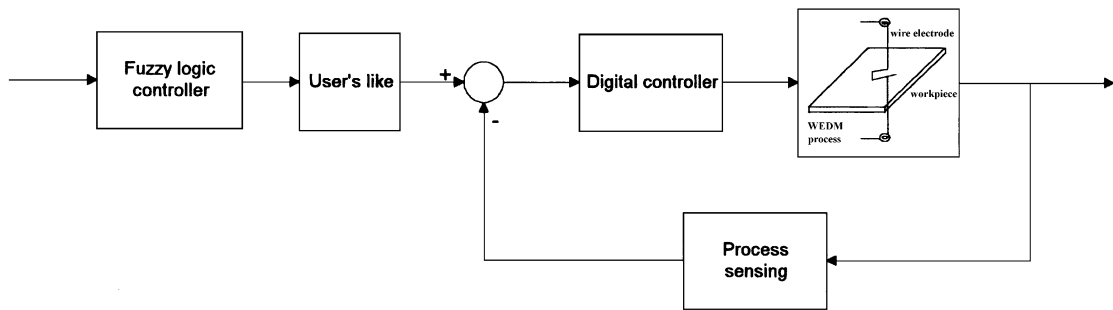 Fuzzy logic
controller
User's like
+
-
Digital controller
wire electrode
workpiece
WEDM
process
Process
sensing